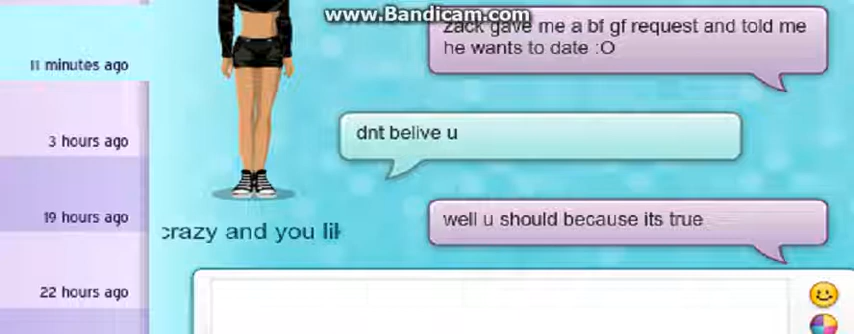 www.Bandicam.com
zack gave me a bf gf request and told me
he wants to date :O
11 minutes ago
dnt belive u
3 hours ago
19 hours ago
well u should because its true
crazy and you lik
22 hours ago